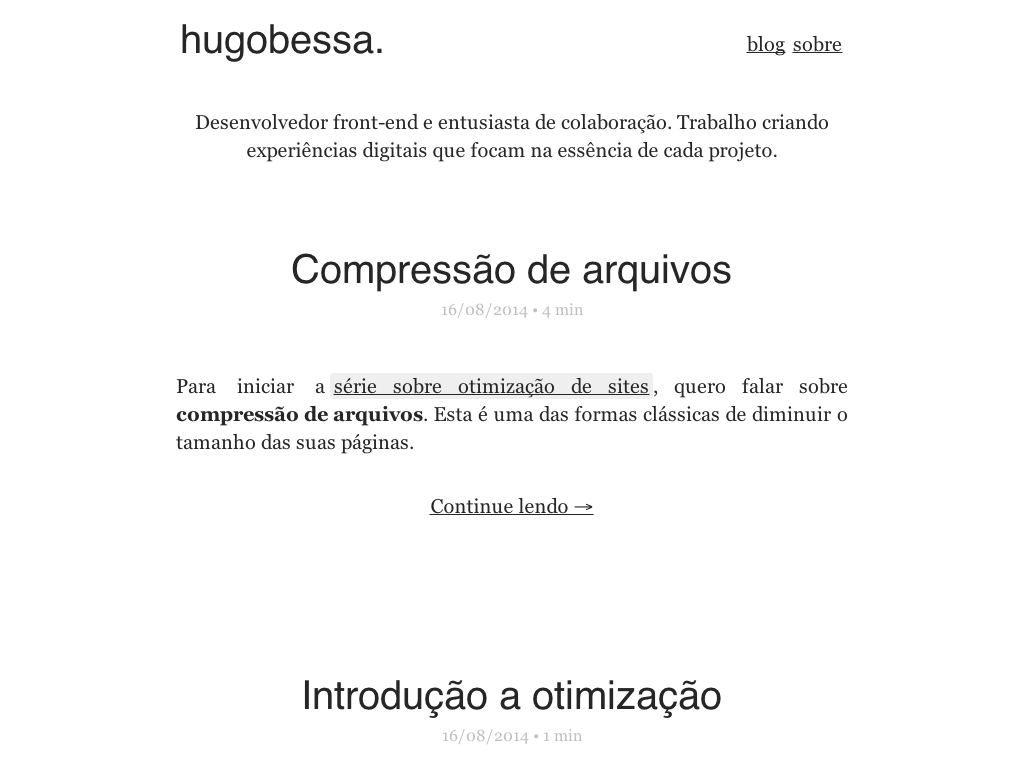 hugobessa.
blog sobre
Desenvolvedor front-end e entusiasta de colaboração. Trabalho criando
experiências digitais que focam na essência de cada projeto.
Compressão de arquivos
16/08/2014 • 4 min
Para iniciar a série sobre otimização de sites, quero falar sobre
compressão de arquivos. Esta é uma das formas clássicas de diminuir o
tamanho das suas páginas.
Continue lendo →
Introdução a otimização
16/08/2014 • 1 min